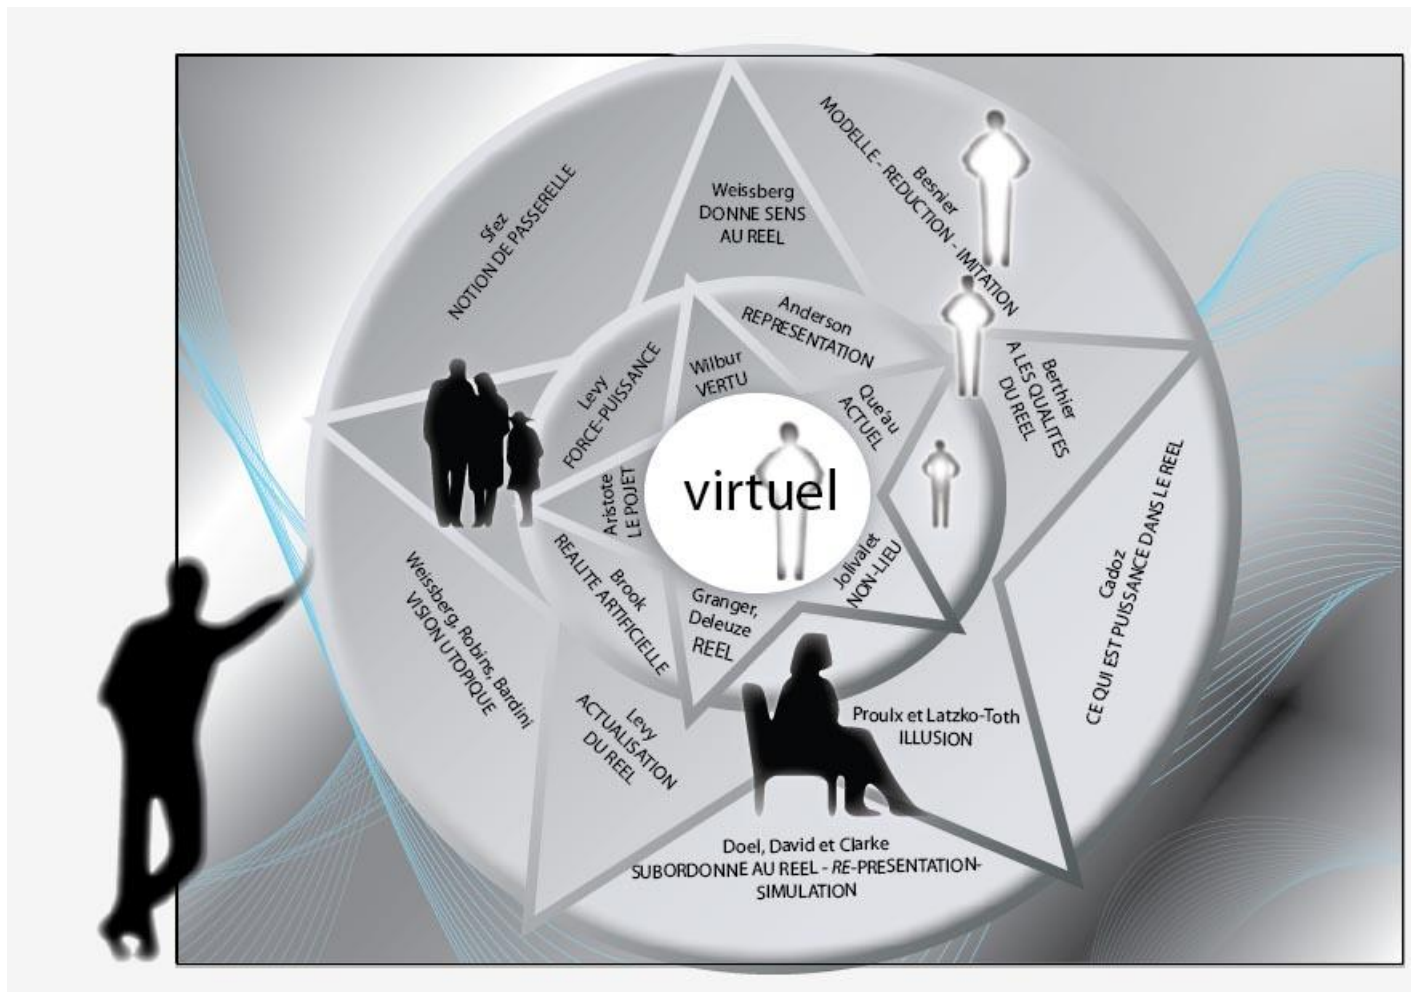 Sfez
NOTION DE PASSERELLE
Weissberg
DONNE SENS
AU REEL
Besnier
MODELLE - REDUCTION - IMITATION
Anderson
REPRESENTATION
Levy
FORCE-PUISSANCE
Wilbur
VERTU
Que'au
ACTUEL
Berthier
A LES QUALITES
DU REEL
Aristote
LE POJET
virtuel
Jolivalet
NON-LIEU
Cadoz
CE QUI EST PUISSANCE DANS LE REEL
Brook
REALITE ARTIFICIELLE
Granger,
Deleuze
REEL
Weissberg, Robins, Bardini
VISION UTOPIQUE
Levy
ACTUALISATION
DU REEL
Proulx et Latzko-Toth
ILLUSION
Doel, David et Clarke
SUBORDONNE AU REEL - RE-PRESENTATION-
SIMULATION